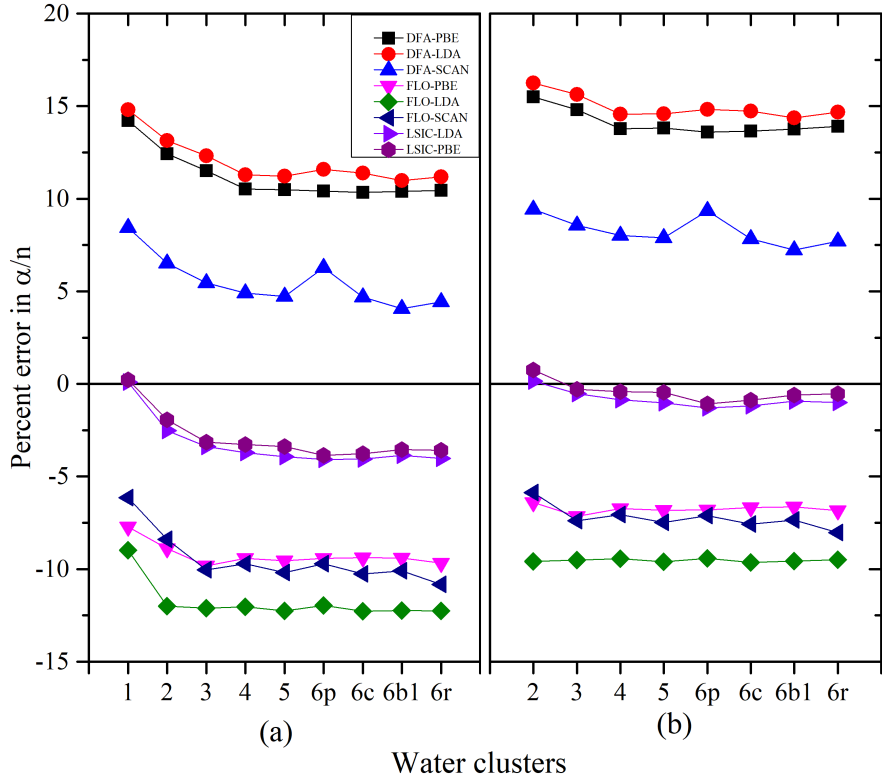 20
15
10
5
0
-5
-10
-15
Percent error in α/n
DFA-PBE
DFA-LDA
DFA-SCAN
FLO-PBE
FLO-LDA
FLO-SCAN
LSIC-LDA
LSIC-PBE
1 2 3 4 5 6p 6c 6b1 6r
(a)
2 3 4 5 6p 6c 6b1 6r
(b)
Water clusters